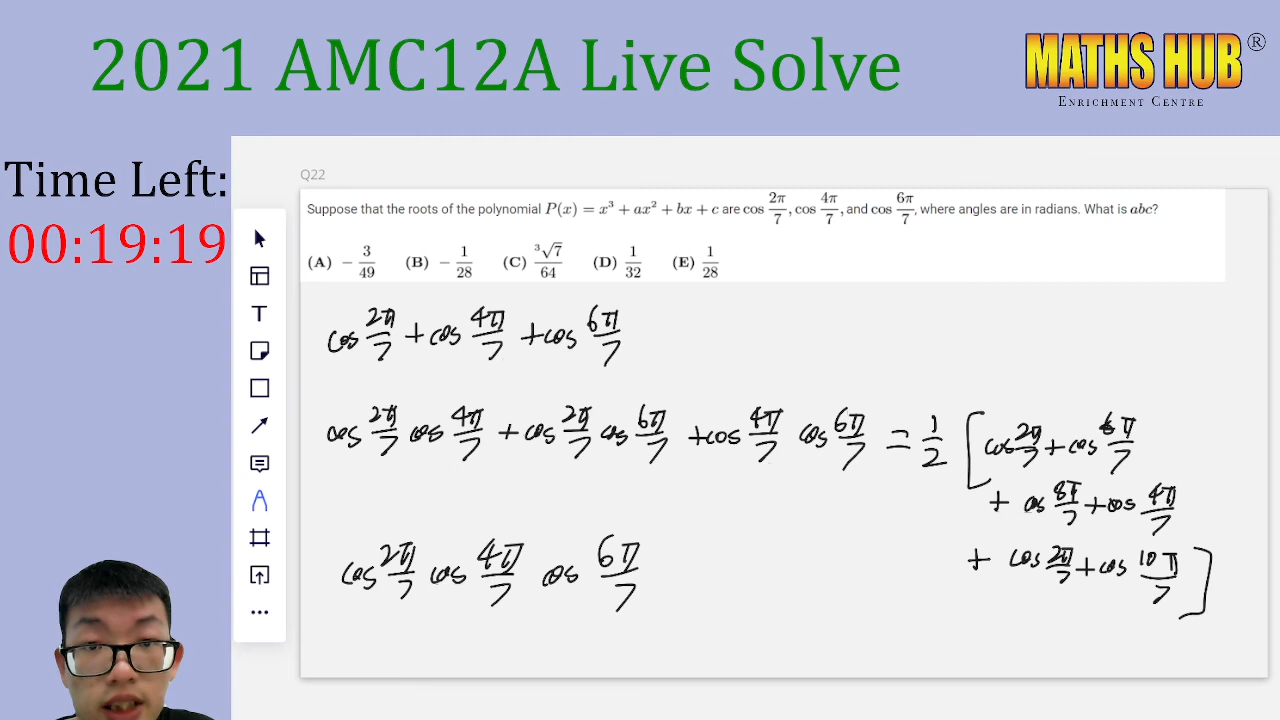 2021 AMC12A Live Solve
MATHS HUB®
ENRICHMENT CENTRE
Time Left:
00:19:19
Q22
Suppose that the roots of the polynomial P(x) = x³ + ax² + bx + c are cos 2π/7, cos 4π/7, and cos 6π/7, where angles are in radians. What is abc?
(A) −3/49 (B) −1/28 (C) ³√7/64 (D) 1/32 (E) 1/28
cos 2π/7 + cos 4π/7 + cos 6π/7
cos 2π/7 cos 4π/7 + cos 2π/7 cos 6π/7 + cos 4π/7 cos 6π/7 = 1/2 [cos 2π/7 + cos 6π/7
+ cos 8π/7 + cos 4π/7
+ cos 2π/7 + cos 10π/7]
cos 2π/7 cos 4π/7 cos 6π/7